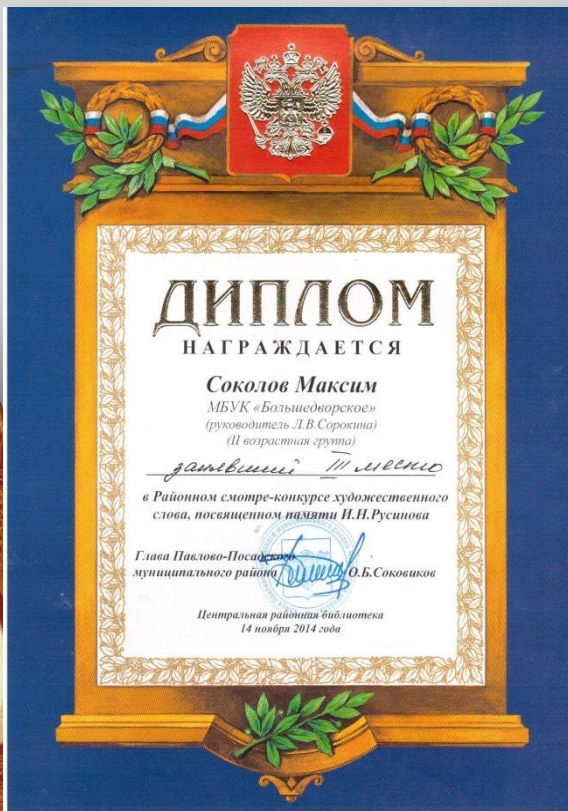 ДИПЛОМ
НАГРАЖДАЕТСЯ
Соколов Максим
МБУК «Большедворское»
(руководитель Л.В.Сорокина)
(II возрастная группа)
занявший III место
в Районном смотре-конкурсе художественного
слова, посвященном памяти И.Н.Русинова
Глава Павлово-Посадского
муниципального района О.Б.Соковиков
Центральная районная библиотека
14 ноября 2014 года